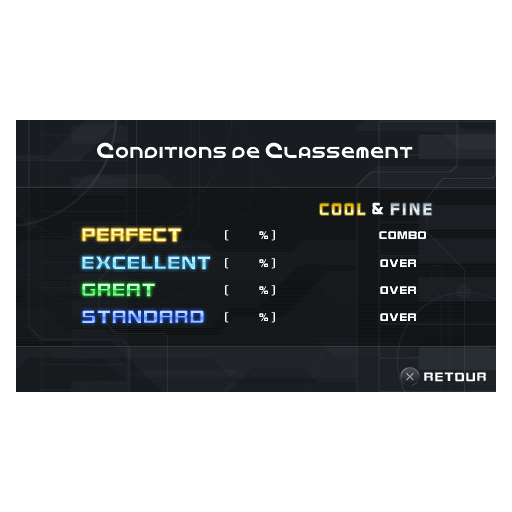 Conditions de Classement
COOL & FINE
PERFECT [ %] COMBO
EXCELLENT [ %] OVER
GREAT [ %] OVER
STANDARD [ %] OVER
RETOUR